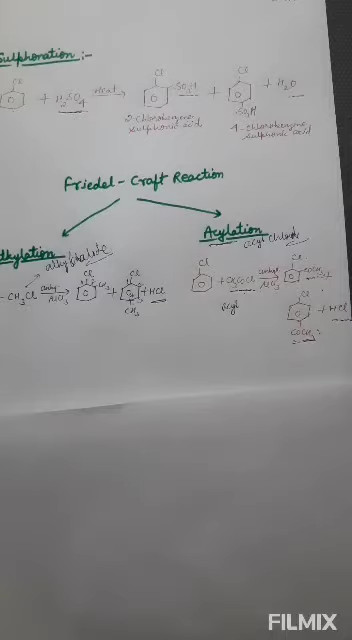 Sulphonation :-
Cl Cl Cl
+ H2SO4 Heat → SO3H + + H2O
SO3H
2-Chlorobenzene
sulphonic acid
4-Chlorobenzene
sulphonic acid
Friedel-Craft Reaction
Alkylation
Acylation
alkyl halide
acyl chloride
CH3Cl anhy. AlCl3 → Cl CH3 + Cl + HCl
CH3
Cl
+ CH3COCl anhy. AlCl3 → Cl COCH3
acyl
Cl
+ HCl
COCH3
FILMIX